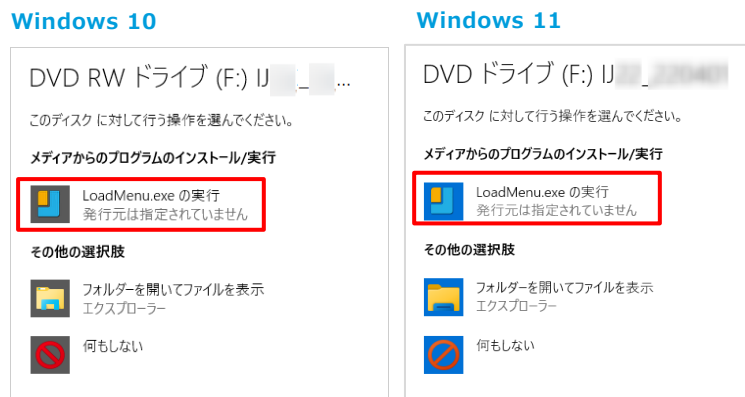 Windows 10
DVD RW ドライブ (F:) IJ _ ...
このディスク に対して行う操作を選んでください。
メディアからのプログラムのインストール/実行
LoadMenu.exe の実行
発行元は指定されていません
その他の選択肢
フォルダーを開いてファイルを表示
エクスプローラー
何もしない
Windows 11
DVD ドライブ (F:) IJ _
このディスク に対して行う操作を選んでください。
メディアからのプログラムのインストール/実行
LoadMenu.exe の実行
発行元は指定されていません
その他の選択肢
フォルダーを開いてファイルを表示
エクスプローラー
何もしない